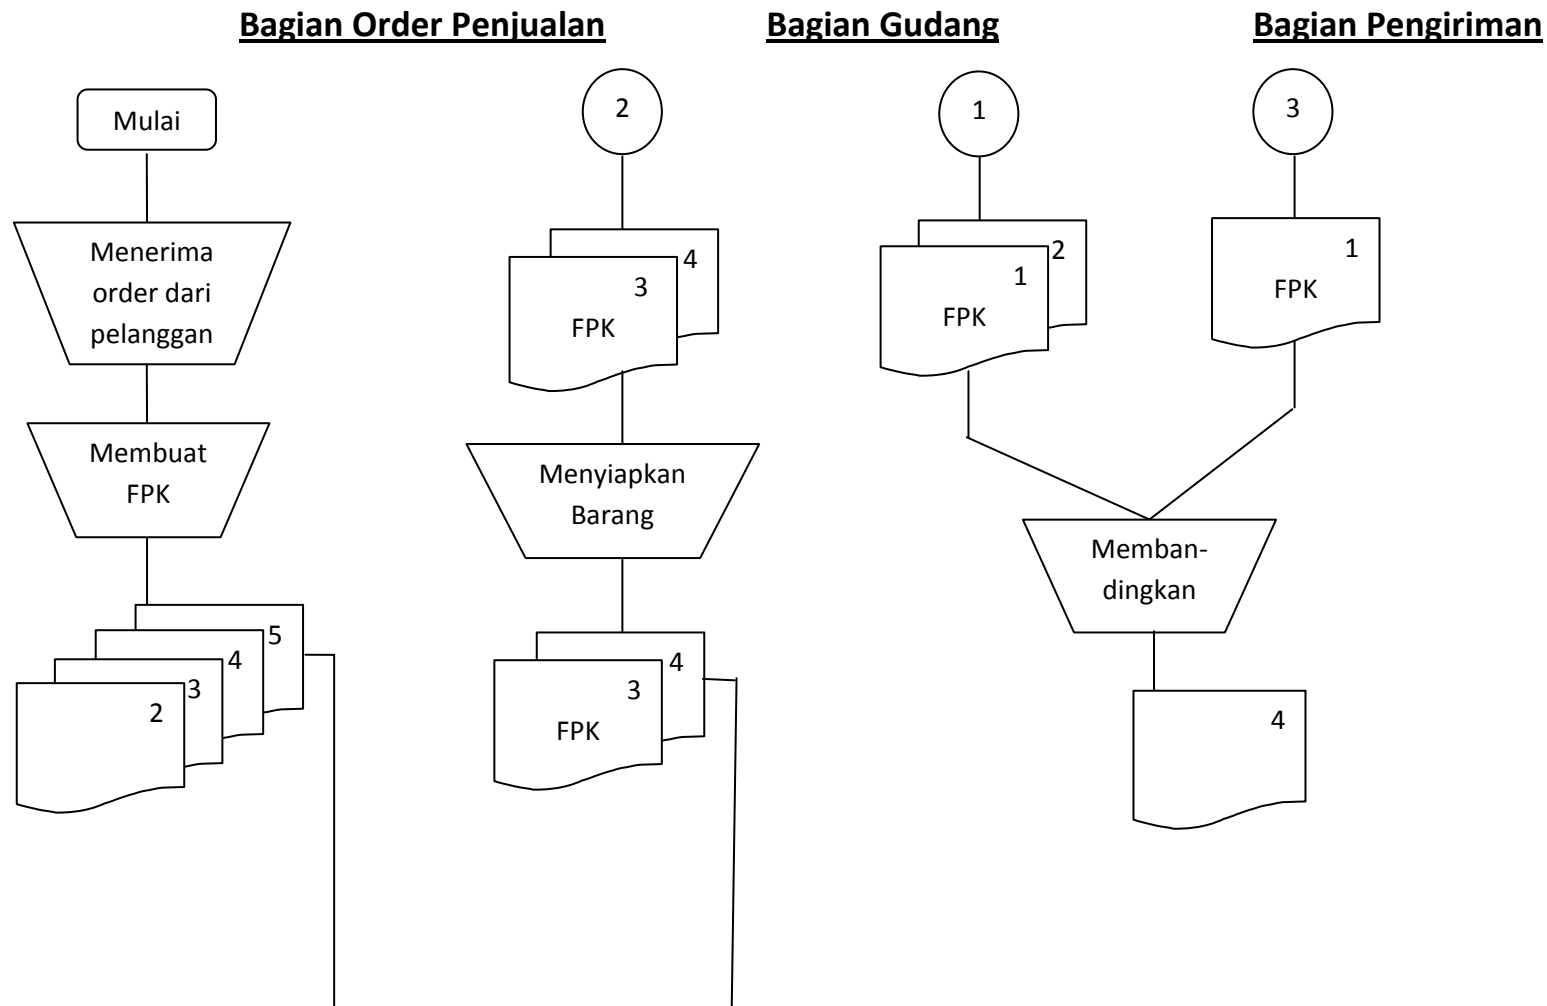 Bagian Order Penjualan
Bagian Gudang
Bagian Pengiriman
Mulai
Menerima
order dari
pelanggan
Membuat
FPK
5
4
3
2
2
4
3
FPK
Menyiapkan
Barang
4
3
FPK
1
2
1
FPK
3
1
FPK
Memban-
dingkan
4